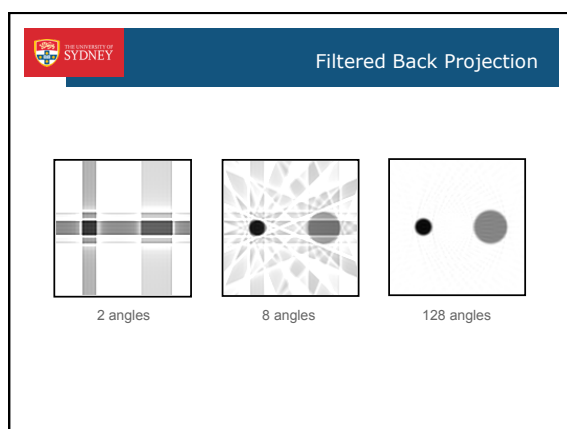 THE UNIVERSITY OF
SYDNEY
Filtered Back Projection
2 angles
8 angles
128 angles